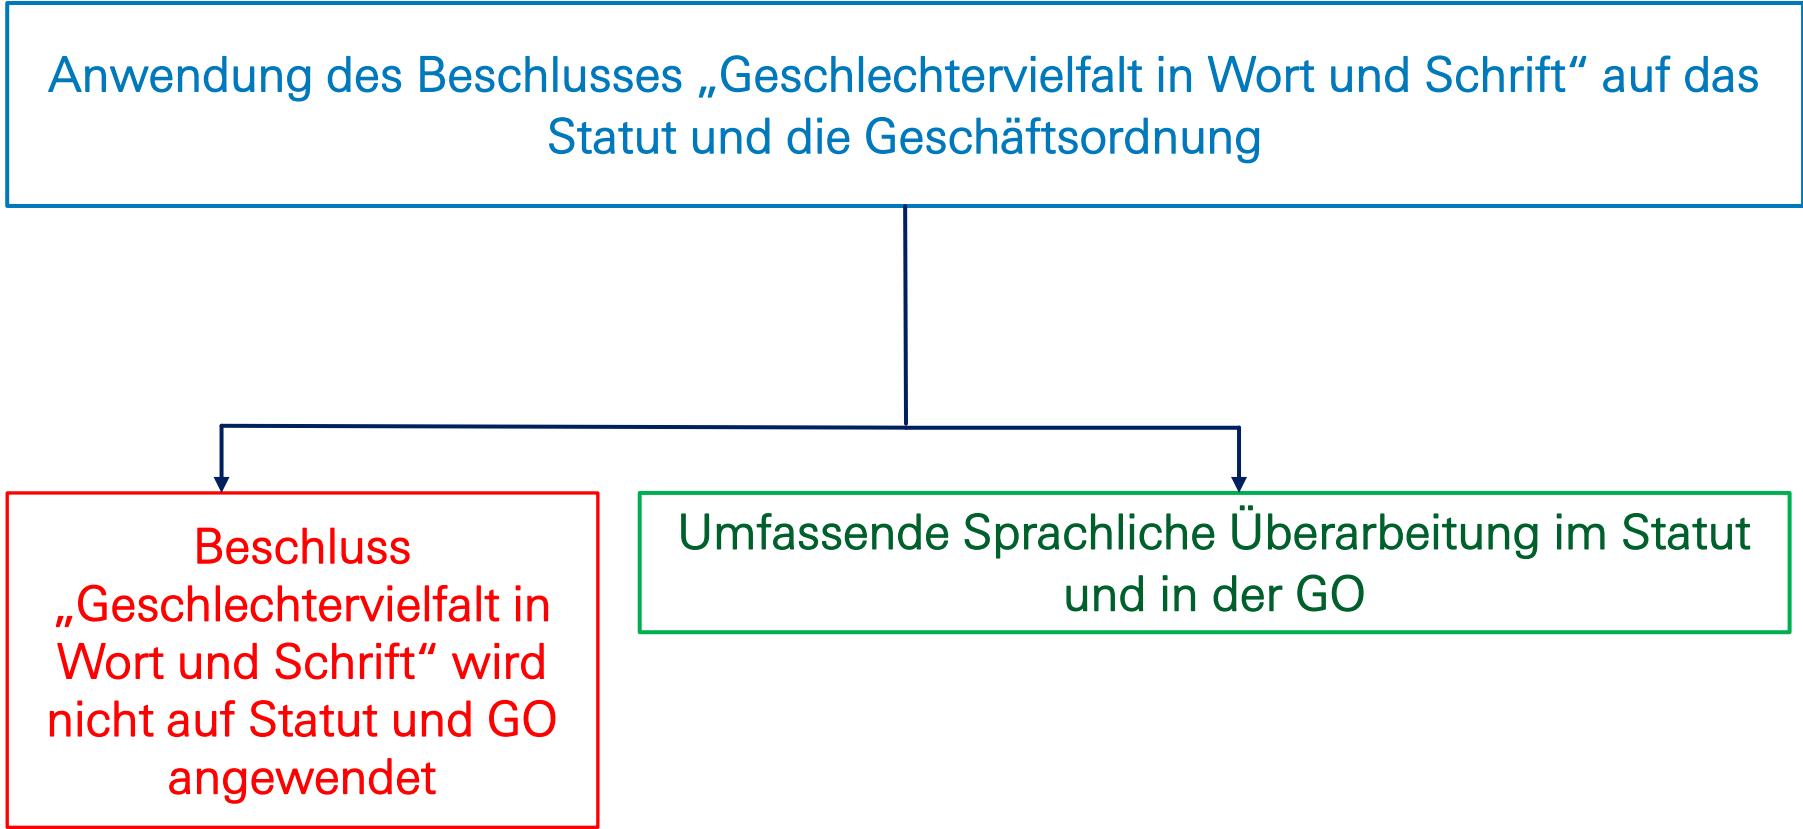 Anwendung des Beschlusses „Geschlechtervielfalt in Wort und Schrift“ auf das
Statut und die Geschäftsordnung
Beschluss
„Geschlechtervielfalt in
Wort und Schrift“ wird
nicht auf Statut und GO
angewendet
Umfassende Sprachliche Überarbeitung im Statut
und in der GO